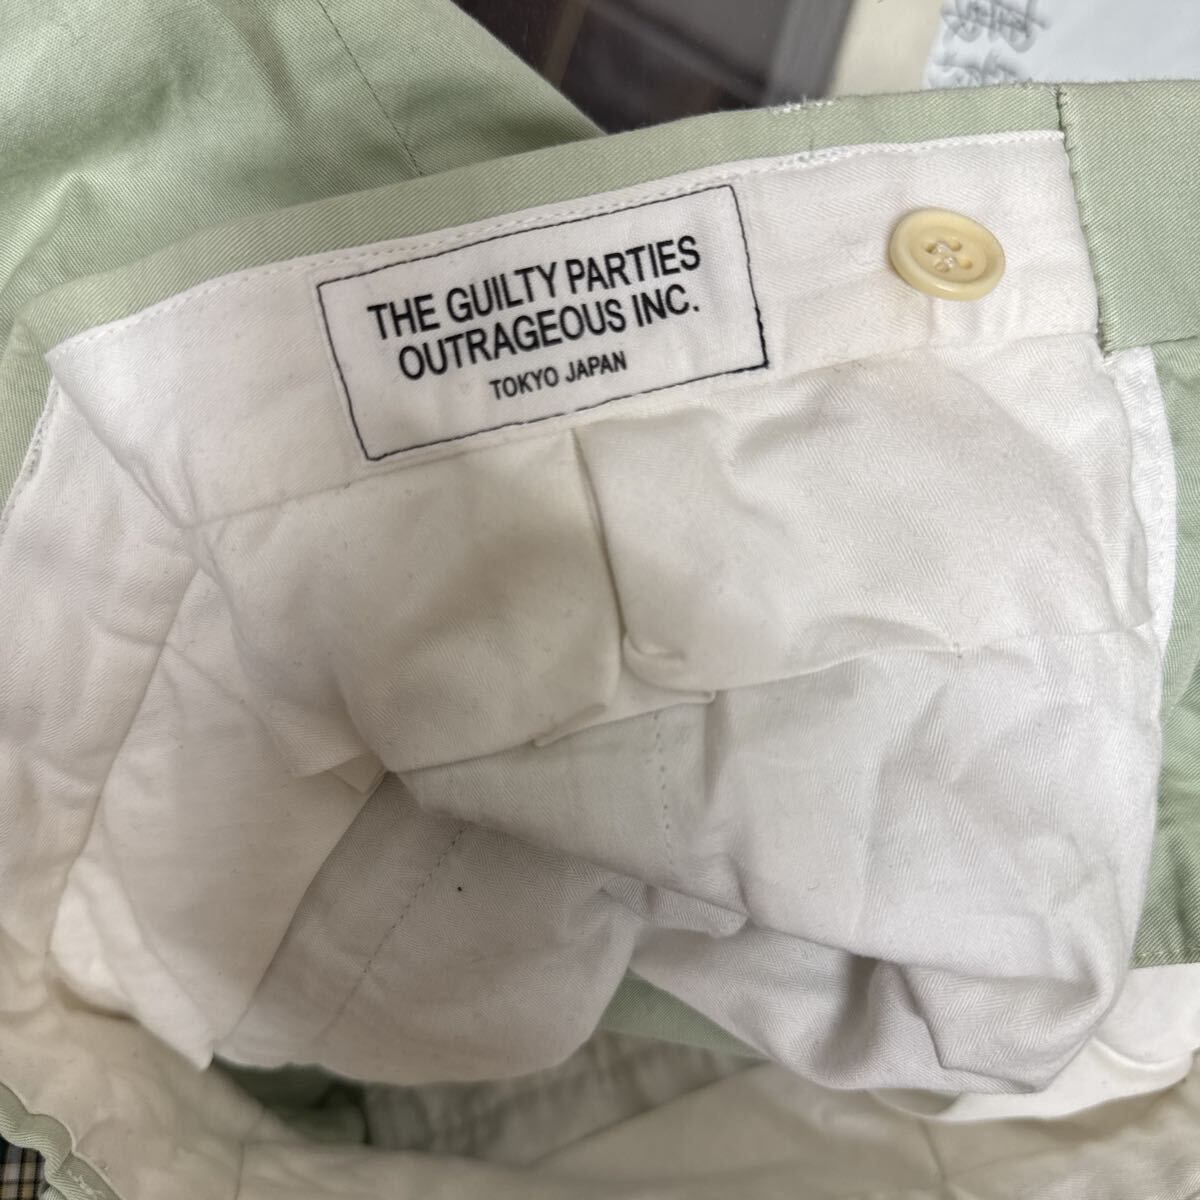 THE GUILTY PARTIES
OUTRAGEOUS INC.
TOKYO JAPAN